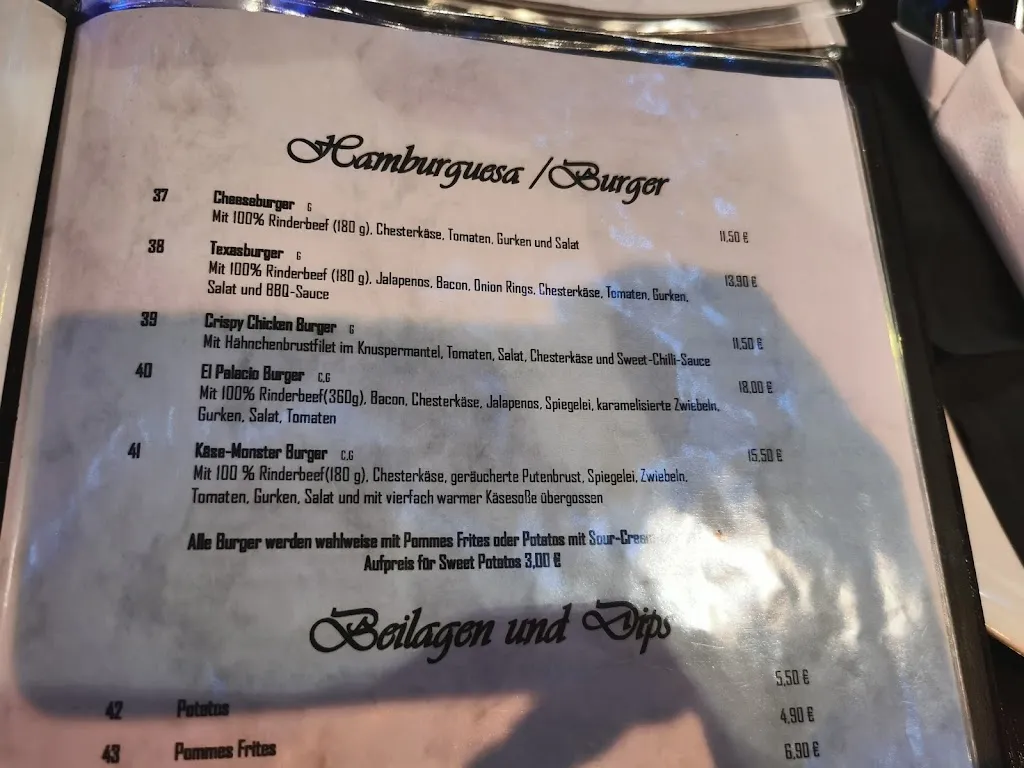 Hamburguesa / Burger
37 Cheeseburger G
Mit 100% Rinderbeef (180 g), Chesterkäse, Tomaten, Gurken und Salat 11,50 €
38 Texasburger G
Mit 100% Rinderbeef (180 g), Jalapenos, Bacon, Onion Rings, Chesterkäse, Tomaten, Gurken, 13,90 €
Salat und BBQ-Sauce
39 Crispy Chicken Burger G
Mit Hähnchenbrustfilet im Knuspermantel, Tomaten, Salat, Chesterkäse und Sweet-Chilli-Sauce 11,50 €
40 El Palacio Burger C,G 18,00 €
Mit 100% Rinderbeef(360g), Bacon, Chesterkäse, Jalapenos, Spiegelei, karamelisierte Zwiebeln,
Gurken, Salat, Tomaten
41 Käse-Monster Burger C,G 15,50 €
Mit 100 % Rinderbeef(180 g), Chesterkäse, geräucherte Putenbrust, Spiegelei, Zwiebeln,
Tomaten, Gurken, Salat und mit vierfach warmer Käsesoße übergossen
Alle Burger werden wahlweise mit Pommes Frites oder Potatos mit
Aufpreis för Sweet Potatos 3,00 €
Beilagen und Dips
5,50 €
42 Potatos 4,90 €
43 Pommes Frites 6,90 €